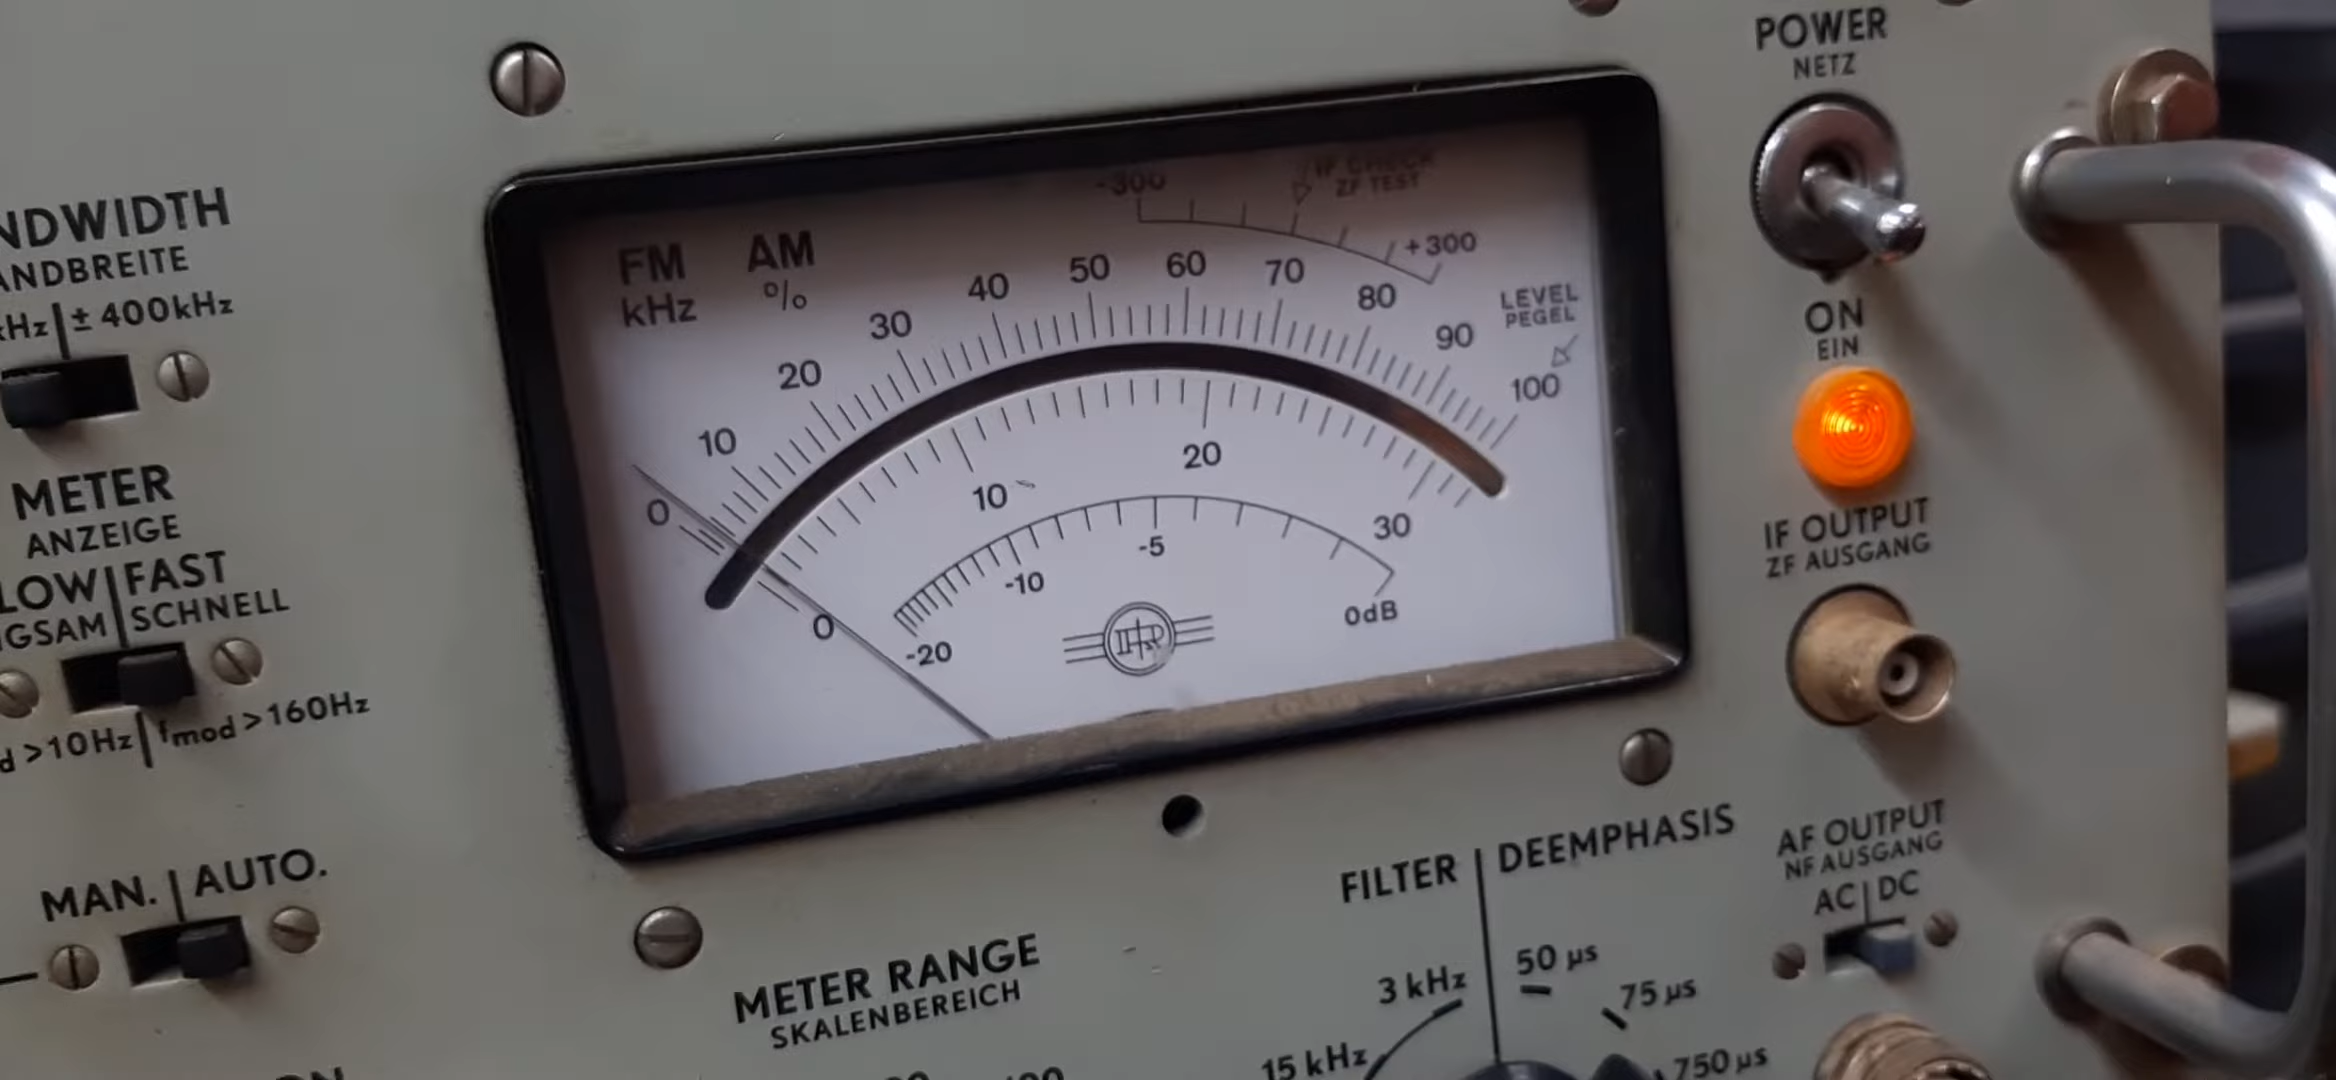 POWER
NETZ
ON
EIN
NDWIDTH
ANDBREITE
kHz | ± 400kHz
METER
ANZEIGE
LOW | FAST
GSAM | SCHNELL
d >10Hz | fmod >160Hz
MAN. | AUTO.
FM AM
kHz %
-300 IF CHECK
ZF TEST
+300
0 10 20 30 40 50 60 70 80 90 100
LEVEL
PEGEL
0 10 20 30
-20 -10 -5 0dB
IF OUTPUT
ZF AUSGANG
AF OUTPUT
NF AUSGANG
AC | DC
METER RANGE
SKALENBEREICH
FILTER | DEEMPHASIS
3 kHz 50 µs
15 kHz 75 µs
750 µs